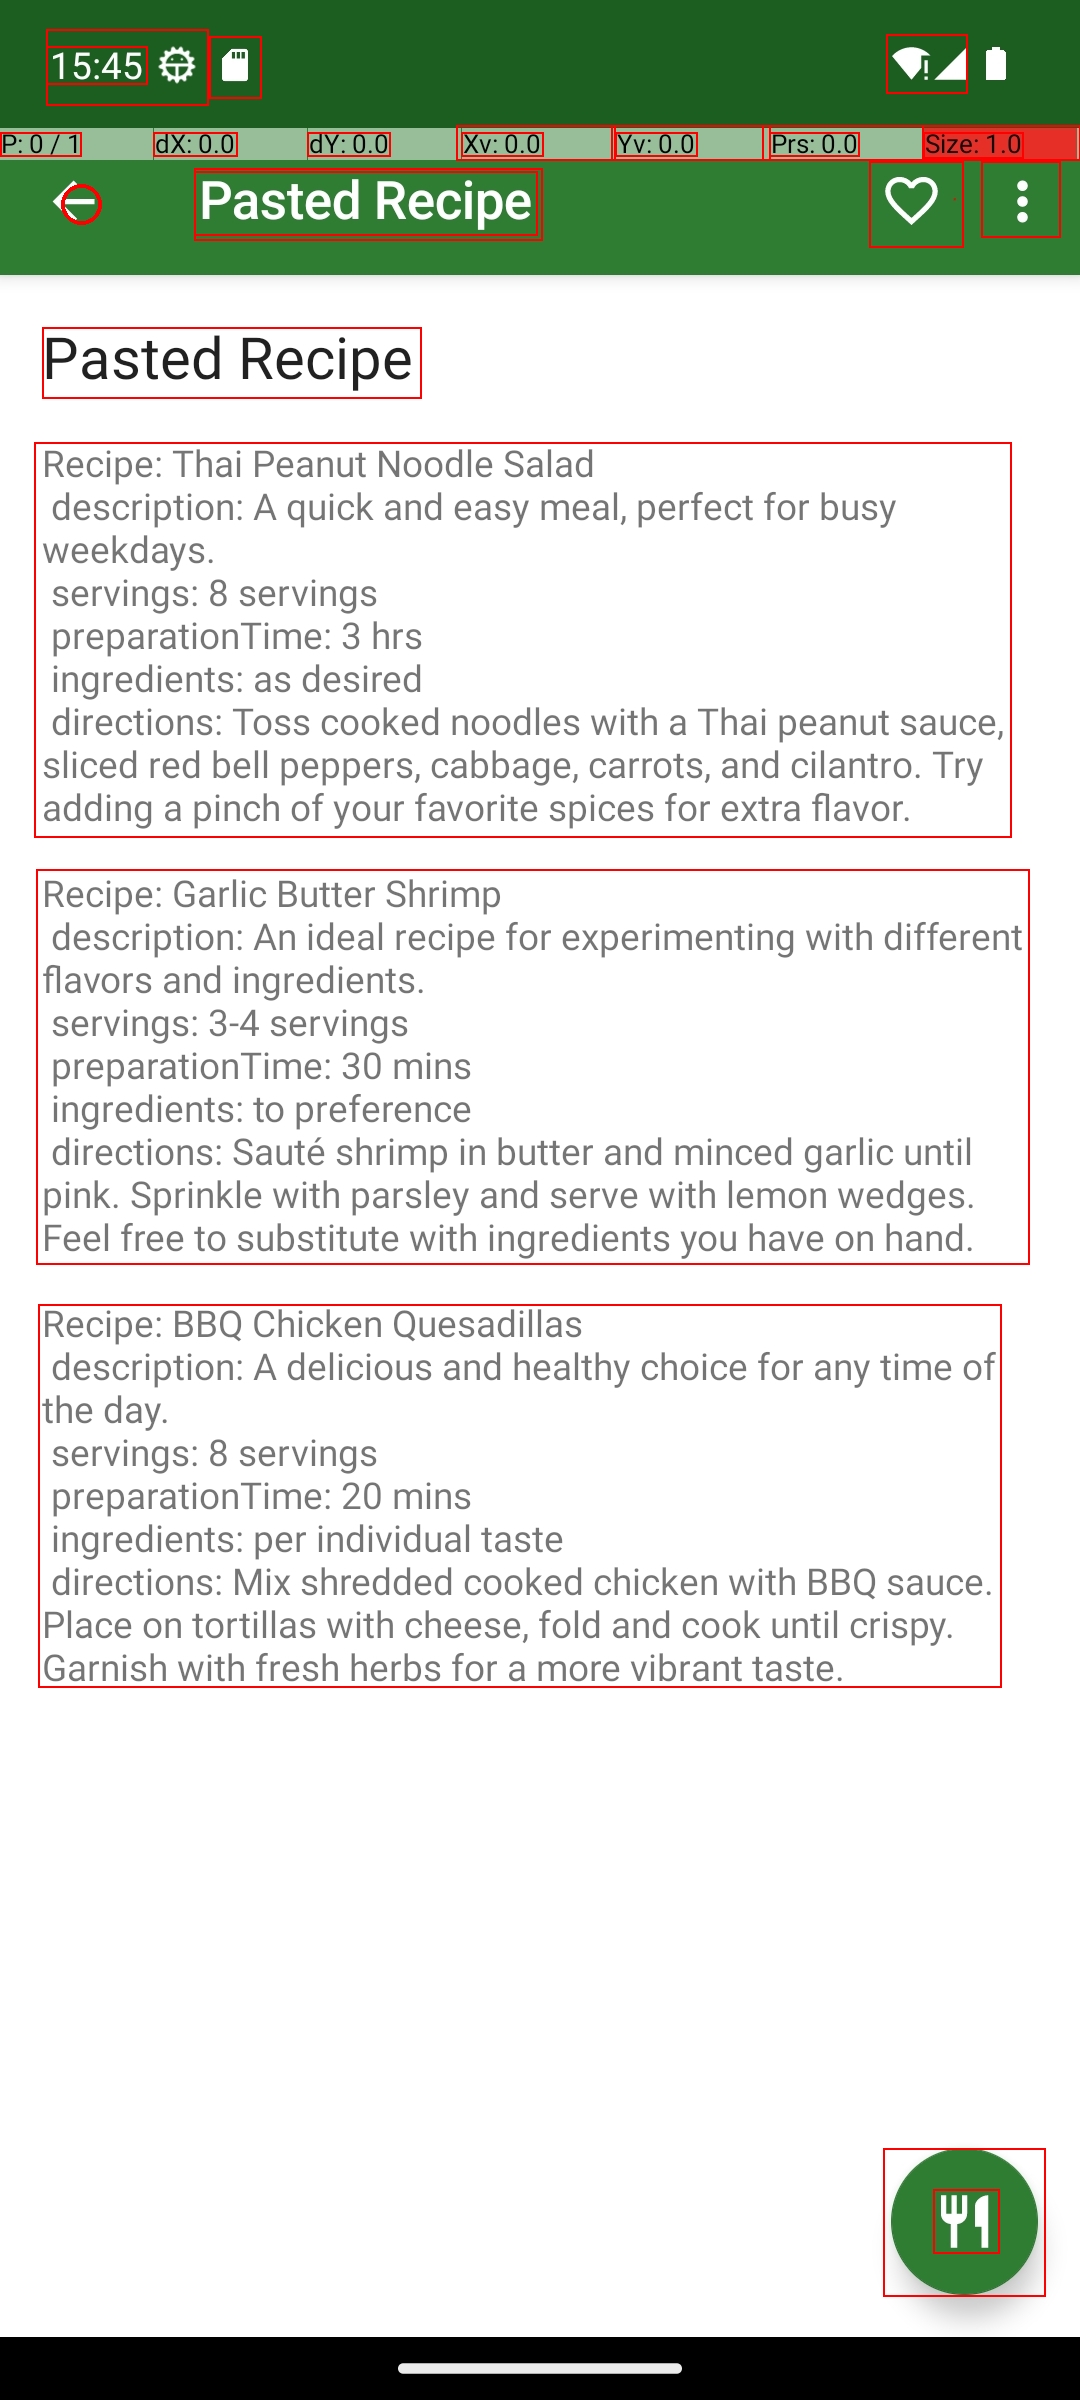 15:45
P: 0 / 1 dX: 0.0 dY: 0.0 Xv: 0.0 Yv: 0.0 Prs: 0.0 Size: 1.0
Pasted Recipe
Pasted Recipe
Recipe: Thai Peanut Noodle Salad
description: A quick and easy meal, perfect for busy
weekdays.
servings: 8 servings
preparationTime: 3 hrs
ingredients: as desired
directions: Toss cooked noodles with a Thai peanut sauce,
sliced red bell peppers, cabbage, carrots, and cilantro. Try
adding a pinch of your favorite spices for extra flavor.
Recipe: Garlic Butter Shrimp
description: An ideal recipe for experimenting with different
flavors and ingredients.
servings: 3-4 servings
preparationTime: 30 mins
ingredients: to preference
directions: Sauté shrimp in butter and minced garlic until
pink. Sprinkle with parsley and serve with lemon wedges.
Feel free to substitute with ingredients you have on hand.
Recipe: BBQ Chicken Quesadillas
description: A delicious and healthy choice for any time of
the day.
servings: 8 servings
preparationTime: 20 mins
ingredients: per individual taste
directions: Mix shredded cooked chicken with BBQ sauce.
Place on tortillas with cheese, fold and cook until crispy.
Garnish with fresh herbs for a more vibrant taste.